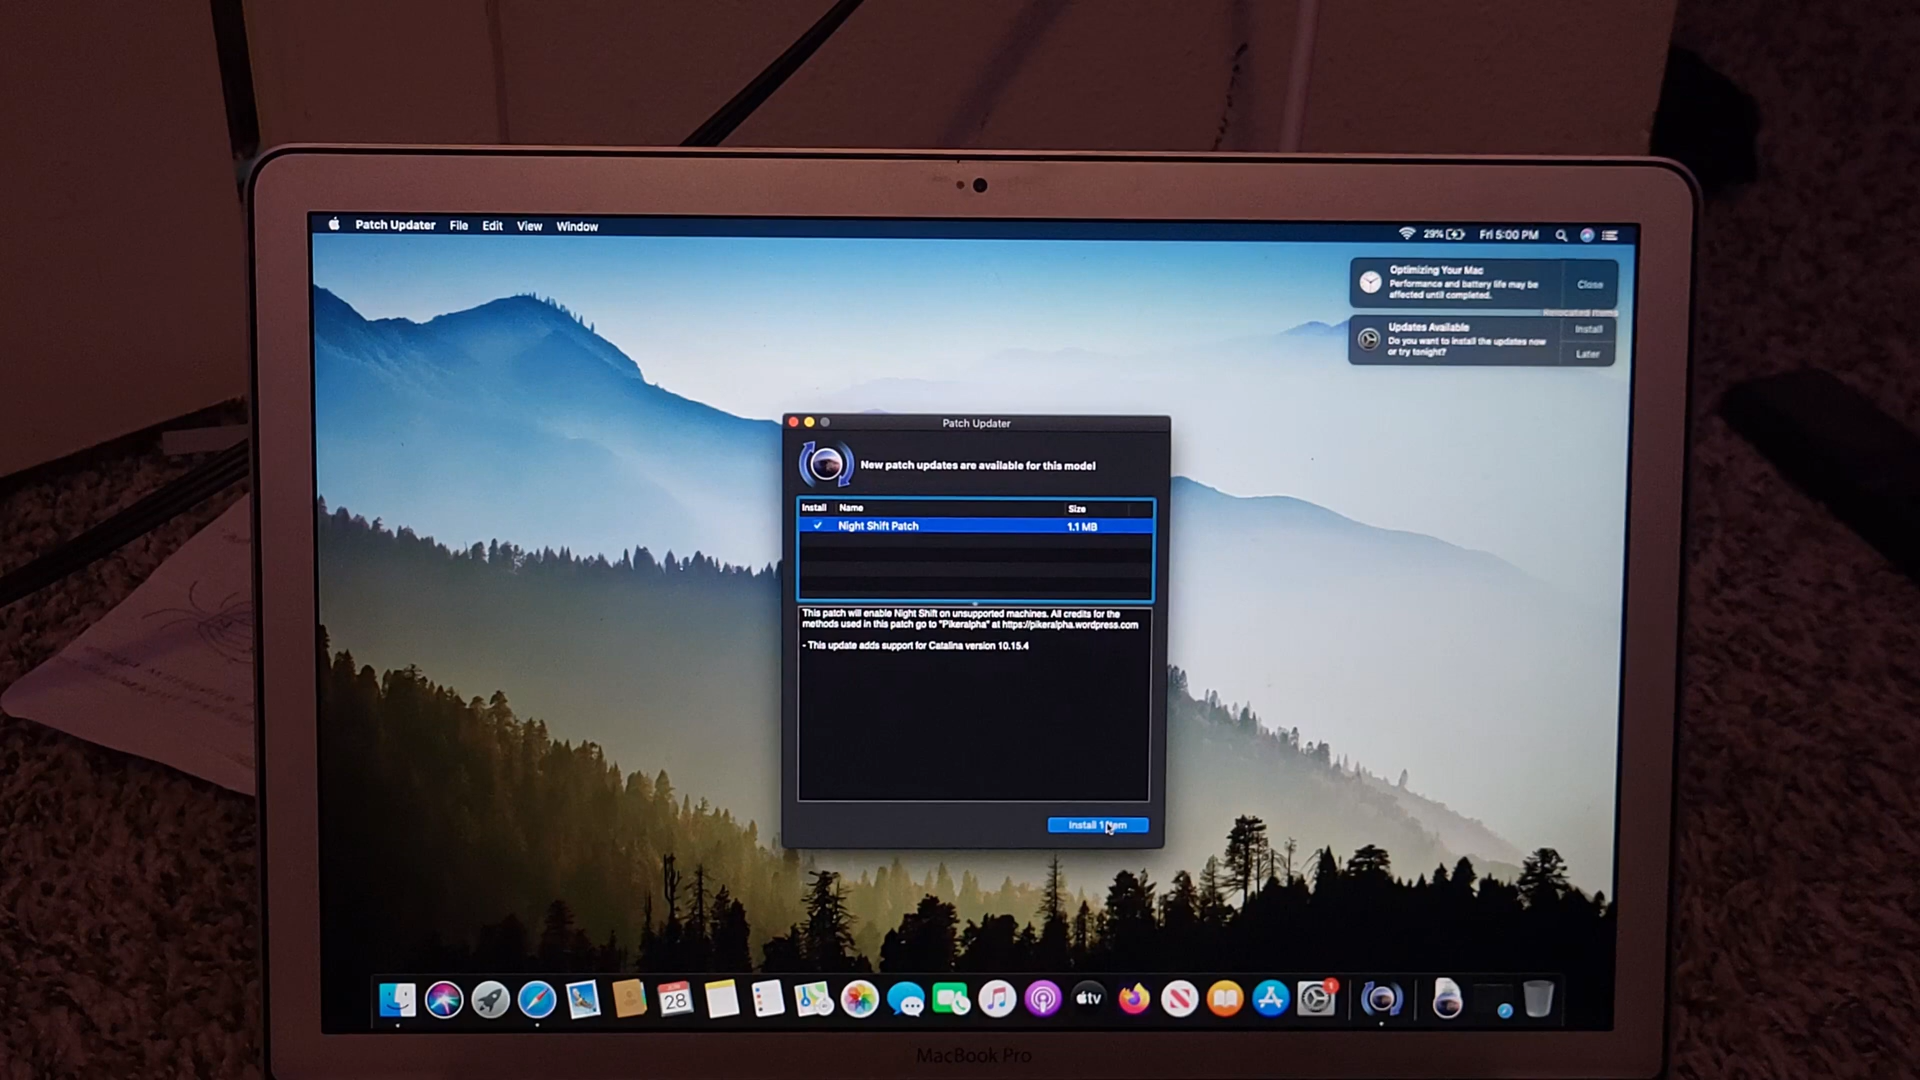 Patch Updater File Edit View Window
29% Fri 5:00 PM
Optimizing Your Mac
Performance and battery life may be
affected until completed.
Close
Relocated Items
Updates Available
Do you want to install the updates now
or try tonight?
Install
Later
Patch Updater
New patch updates are available for this model
Install Name Size
Night Shift Patch 1.1 MB
This patch will enable Night Shift on unsupported machines. All credits for the
methods used in this patch go to "Pikeralpha" at https://pikeralpha.wordpress.com
- This update adds support for Catalina version 10.15.4
Install 1 Item
28
tv
1
MacBook Pro